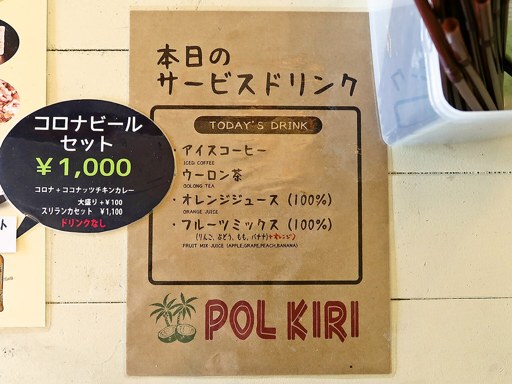 本日の
サービスドリンク
TODAY'S DRINK
・アイスコーヒー
ICED COFFEE
・ウーロン茶
OOLONG TEA
・オレンジジュース (100%)
ORANGE JUICE
・フルーツミックス (100%)
(りんご、ぶどう、もも、バナナ)+オレンジ♪
FRUIT MIX JUICE (APPLE,GRAPE,PEACH,BANANA)
POL KIRI
コロナビール
セット
¥1,000
コロナ+ココナッツチキンカレー
大盛り+¥100
スリランカセット ¥1,100
ドリンクなし
ット